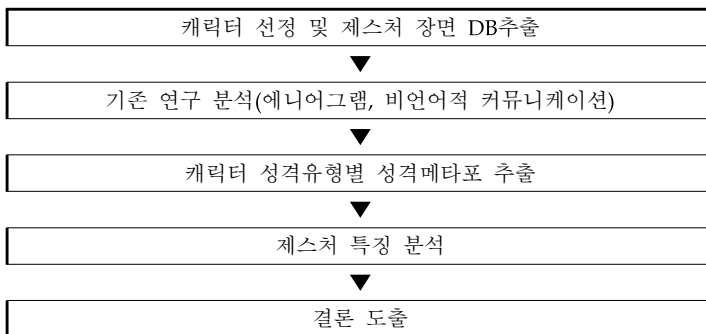 캐릭터 선정 및 제스처 장면 DB추출
기존 연구 분석(에니어그램, 비언어적 커뮤니케이션)
캐릭터 성격유형별 성격메타포 추출
제스처 특징 분석
결론 도출